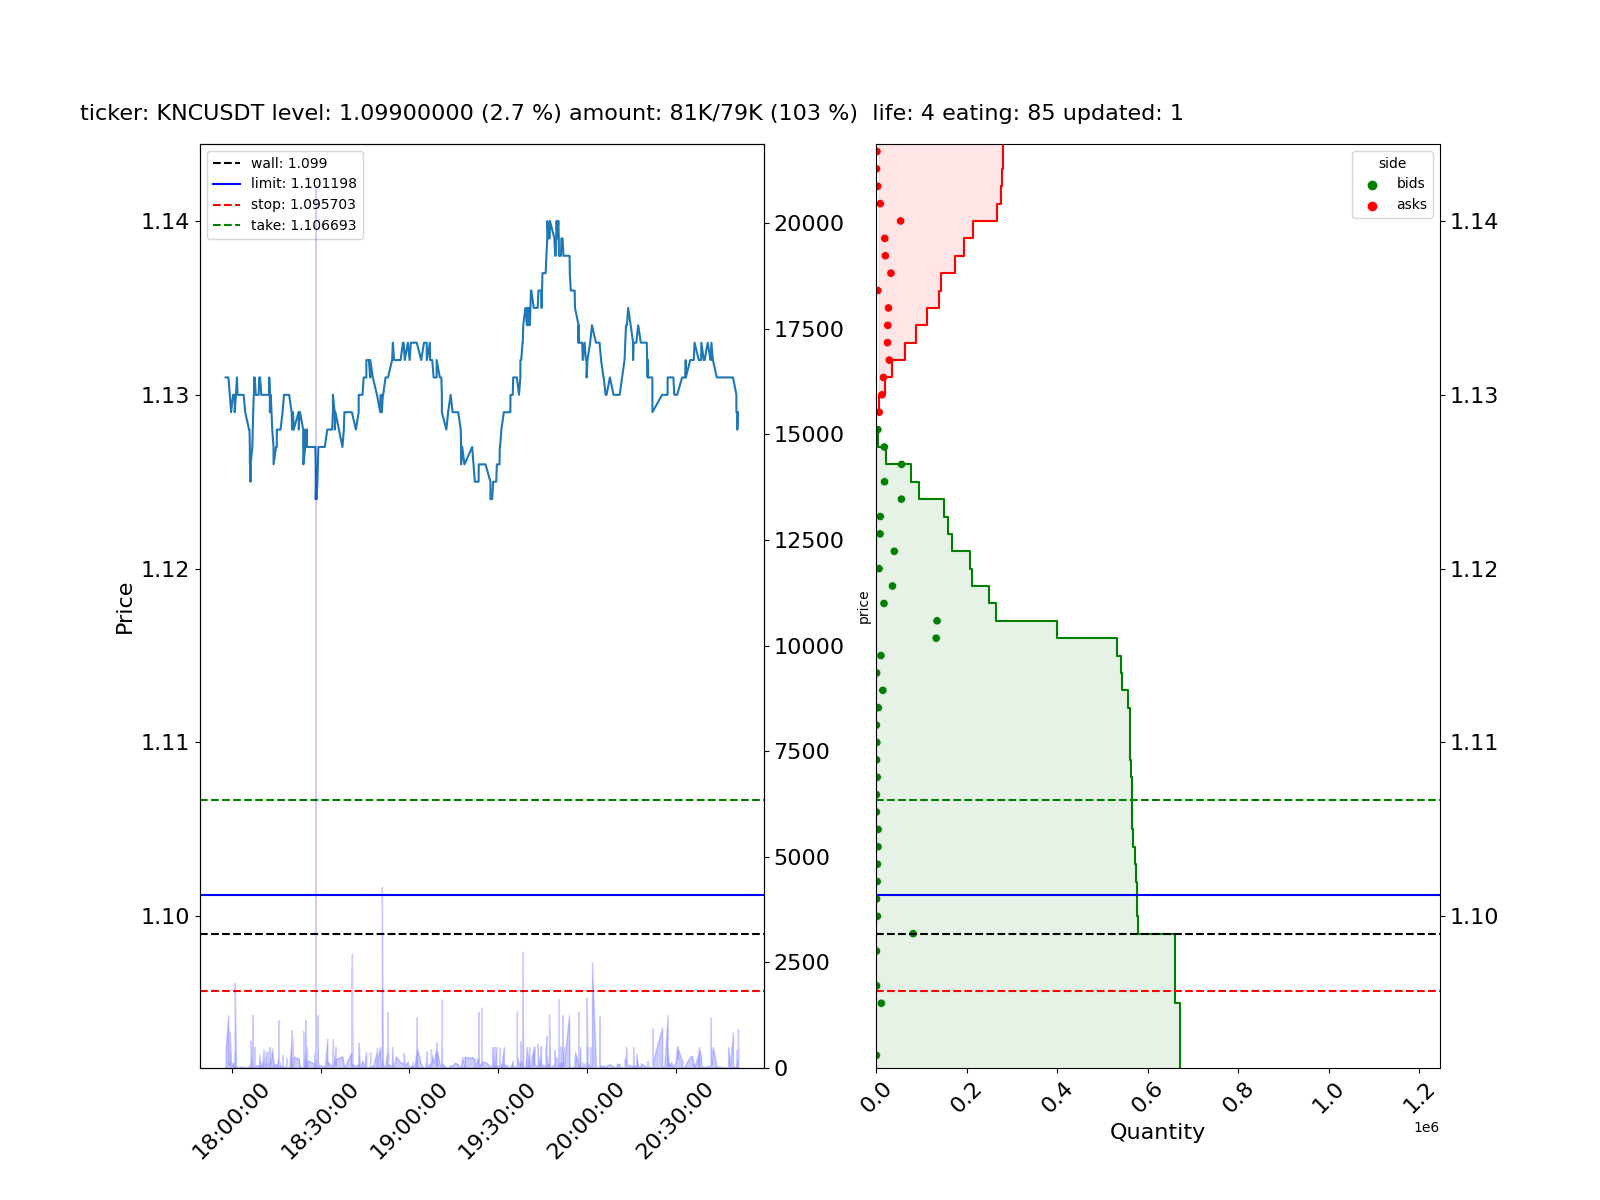 ticker: KNCUSDT level: 1.09900000 (2.7 %) amount: 81K/79K (103 %)  life: 4 eating: 85 updated: 1
wall: 1.099
limit: 1.101198
stop: 1.095703
take: 1.106693
1.14
1.13
1.12
1.11
1.10
Price
20000
17500
15000
12500
10000
7500
5000
2500
0
18:00:00
18:30:00
19:00:00
19:30:00
20:00:00
20:30:00
side
bids
asks
price
1.14
1.13
1.12
1.11
1.10
0.0
0.2
0.4
0.6
0.8
1.0
1.2
1e6
Quantity